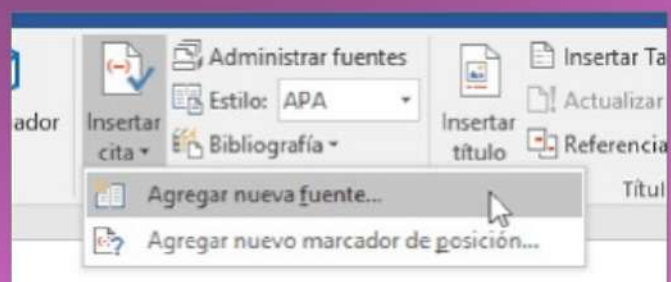 Administrar fuentes
Estilo: APA
Bibliografía
Insertar
cita
ador
Insertar
título
Insertar Ta
Actualizar
Referencia
Títul
Agregar nueva fuente...
Agregar nuevo marcador de posición...